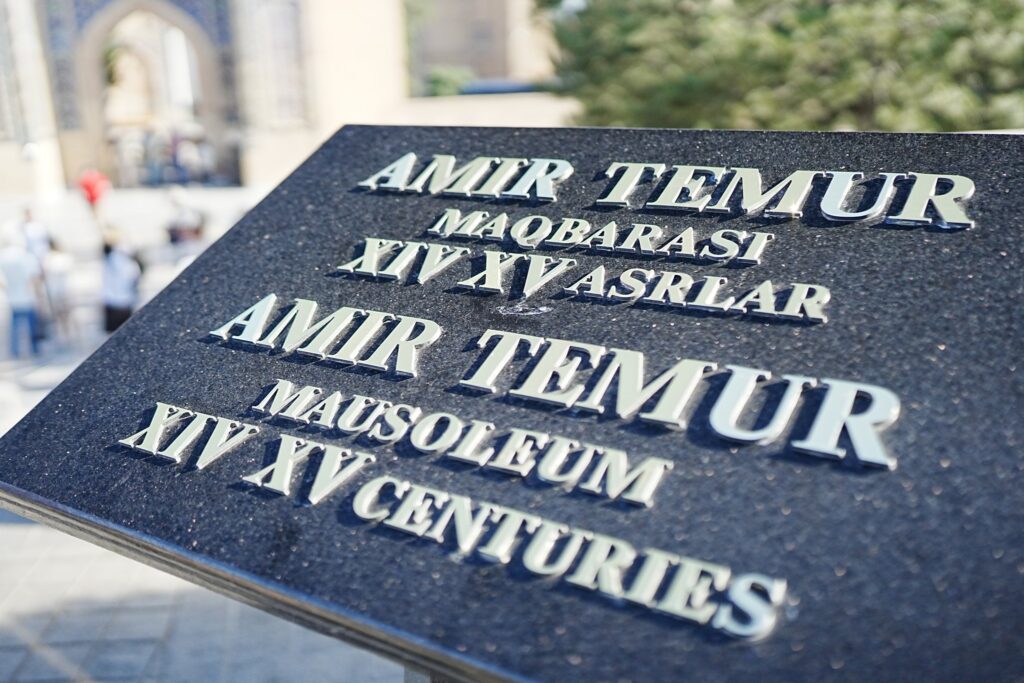 AMIR TEMUR
MAQBARASI
XIV XV ASRLAR
AMIR TEMUR
MAUSOLEUM
XIV XV CENTURIES